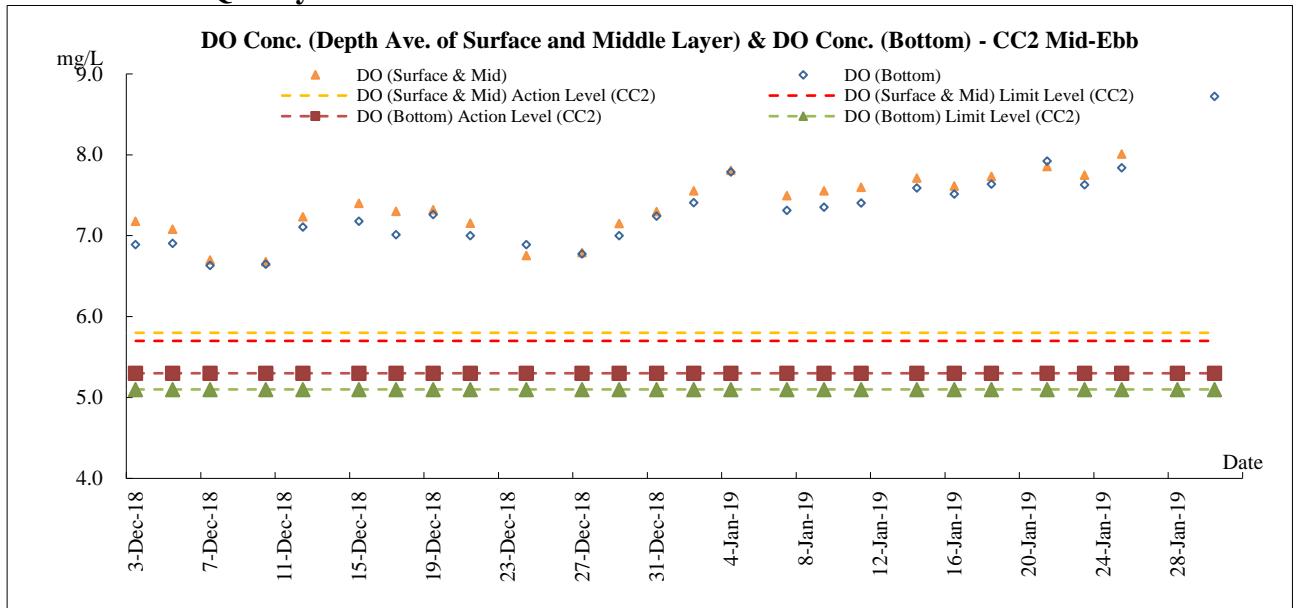 DO Conc. (Depth Ave. of Surface and Middle Layer) & DO Conc. (Bottom) - CC2 Mid-Ebb
mg/L
DO (Surface & Mid)
DO (Bottom)
DO (Surface & Mid) Action Level (CC2)
DO (Surface & Mid) Limit Level (CC2)
DO (Bottom) Action Level (CC2)
DO (Bottom) Limit Level (CC2)
9.0
8.0
7.0
6.0
5.0
4.0
Date
3-Dec-18
7-Dec-18
11-Dec-18
15-Dec-18
19-Dec-18
23-Dec-18
27-Dec-18
31-Dec-18
4-Jan-19
8-Jan-19
12-Jan-19
16-Jan-19
20-Jan-19
24-Jan-19
28-Jan-19